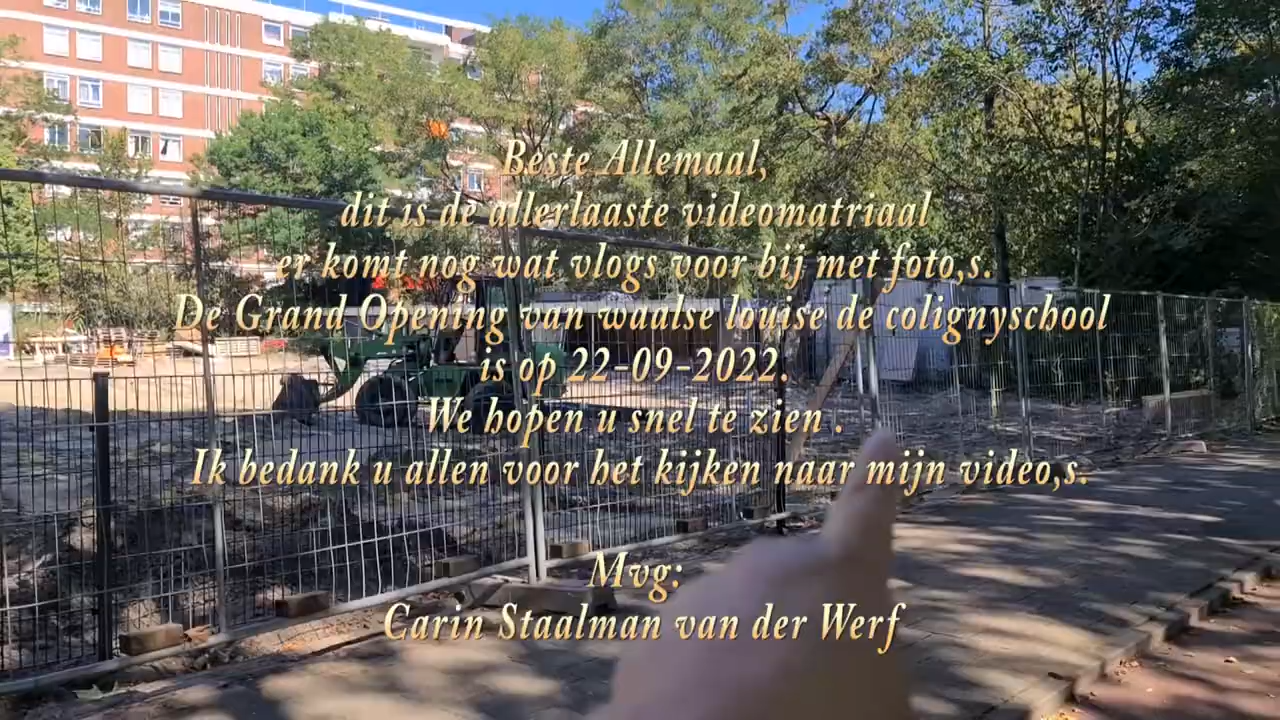 Beste Allemaal,
dit is de allerlaaste videomatriaal
er komt nog wat vlogs voor bij met foto,s.
De Grand Opening van waalse louise de colignyschool
is op 22-09-2022.
We hopen u snel te zien .
Ik bedank u allen voor het kijken naar mijn video,s.
Mvg:
Carin Staalman van der Werf